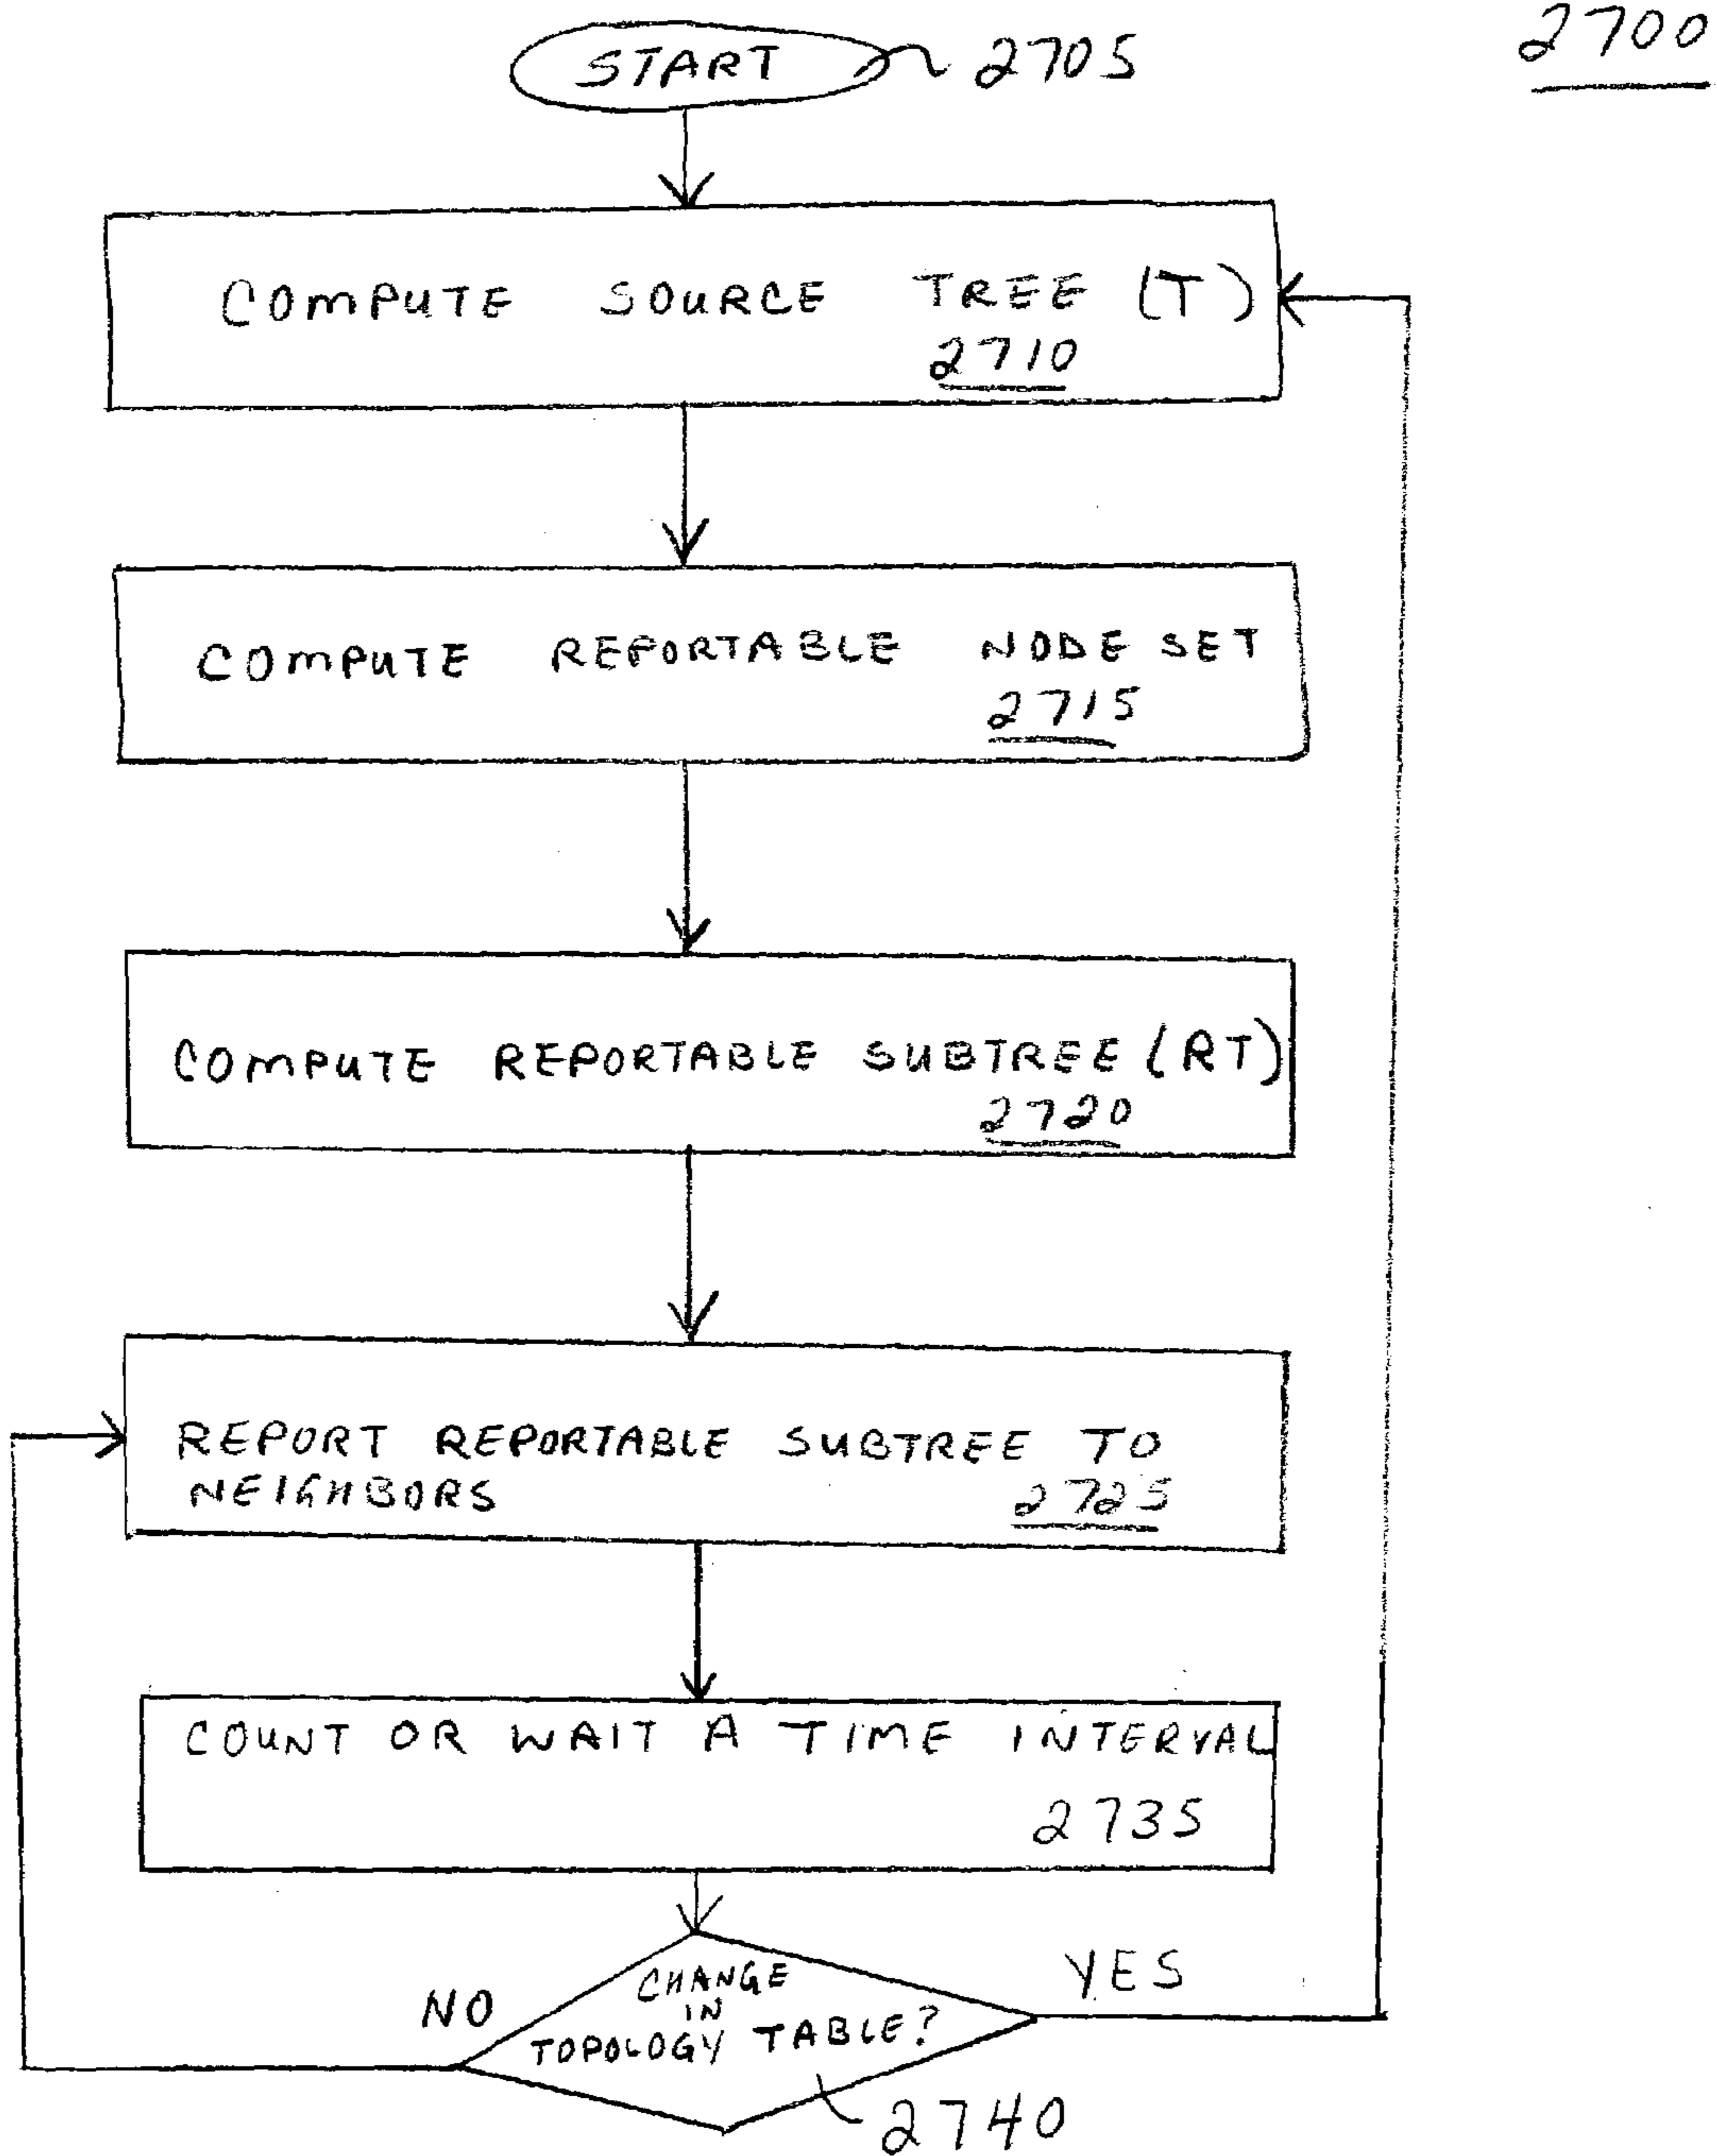 2700
START 2705
COMPUTE SOURCE TREE (T)
2710
COMPUTE REPORTABLE NODE SET
2715
COMPUTE REPORTABLE SUBTREE (RT)
2720
REPORT REPORTABLE SUBTREE TO
NEIGHBORS 2725
COUNT OR WAIT A TIME INTERVAL
2735
NO
CHANGE
IN
TOPOLOGY TABLE?
YES
2740